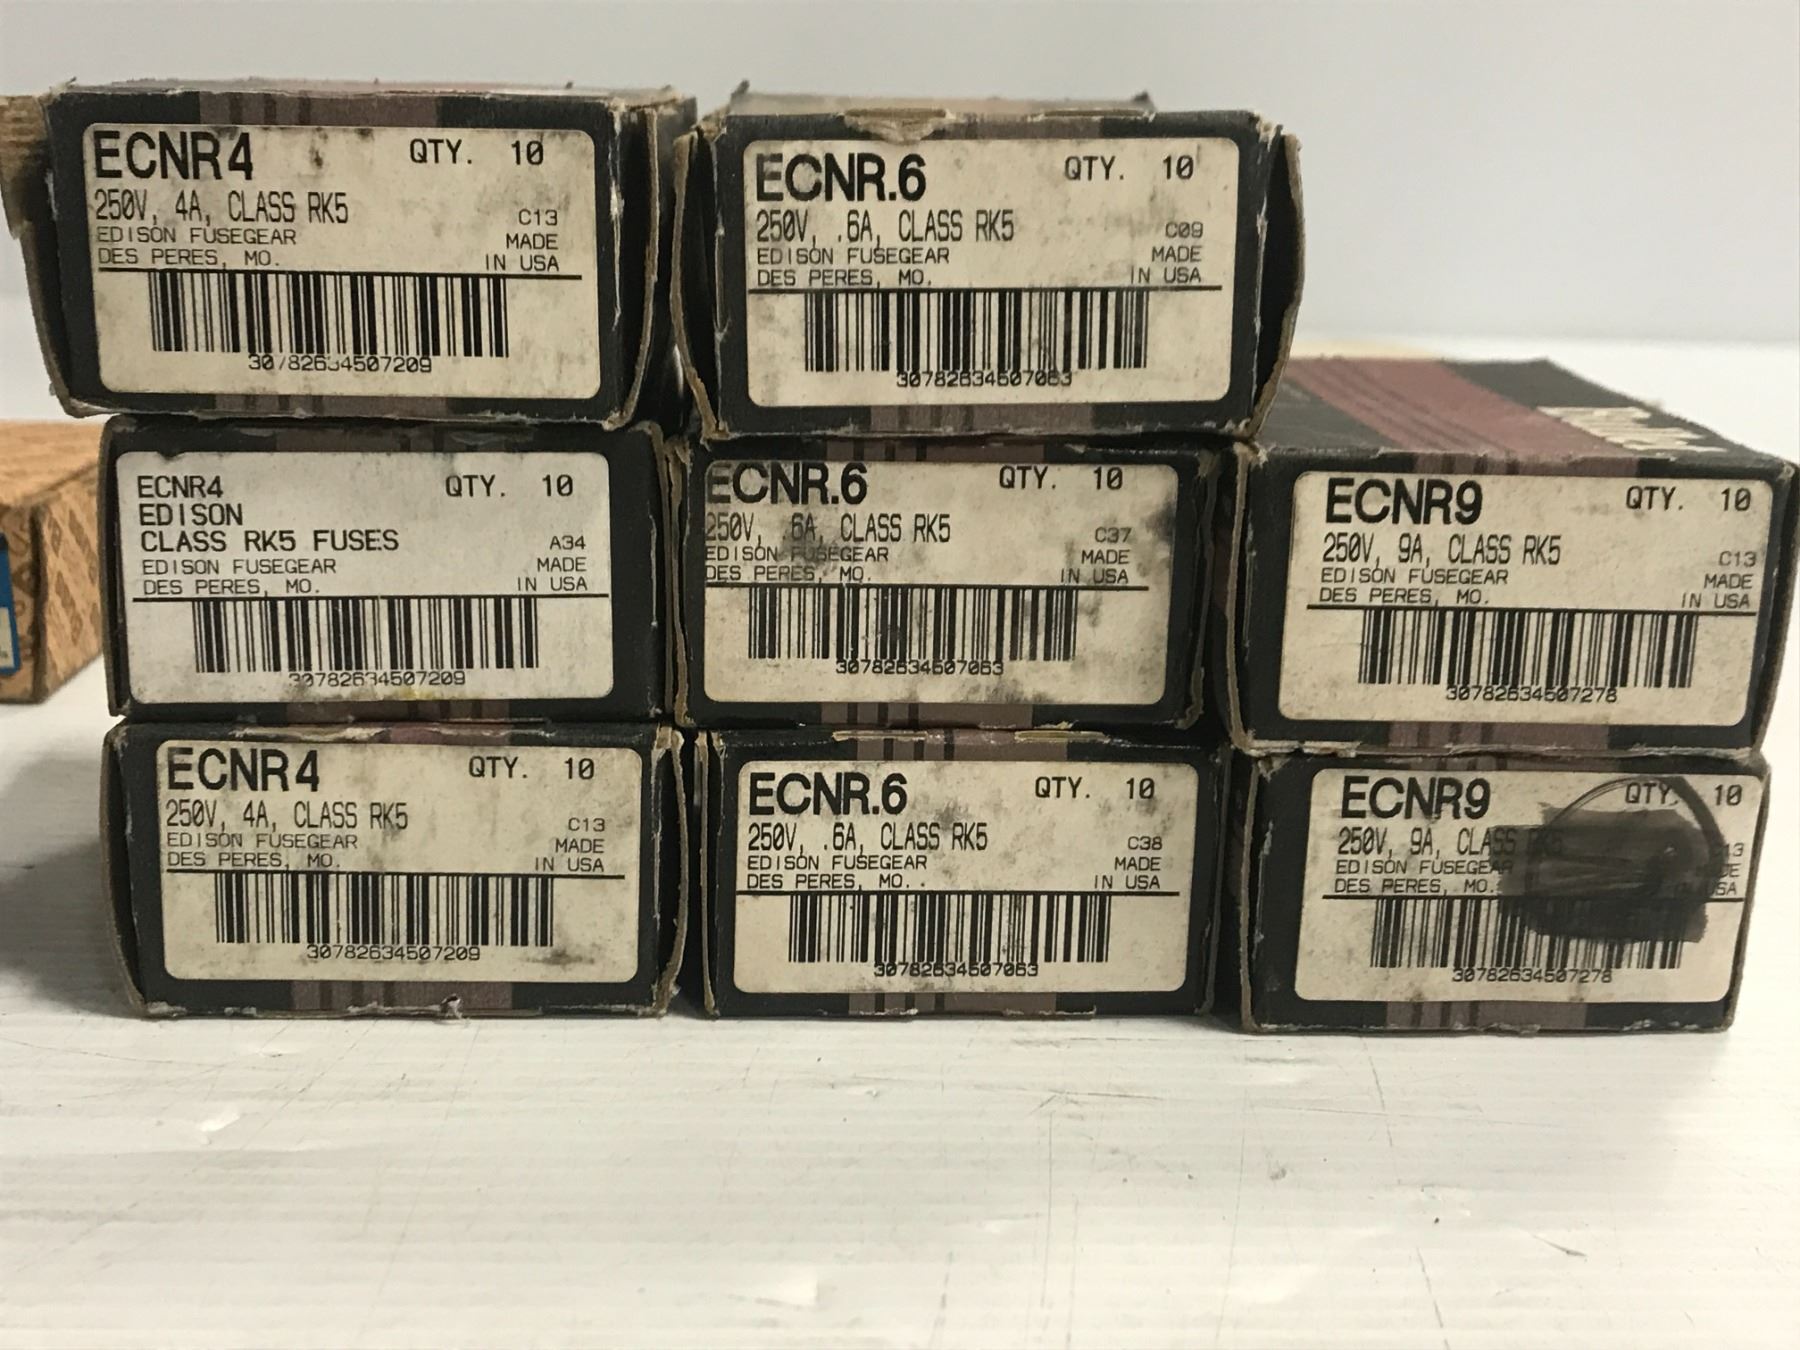 ECNR4 QTY. 10
250V, 4A, CLASS RK5 C13
EDISON FUSEGEAR MADE
DES PERES, MO. IN USA
30782634507209
ECNR.6 QTY. 10
250V, .6A, CLASS RK5 C09
EDISON FUSEGEAR MADE
DES PERES, MO. IN USA
30782634507063
ECNR4 QTY. 10
EDISON
CLASS RK5 FUSES A34
EDISON FUSEGEAR MADE
DES PERES, MO. IN USA
30782634507209
ECNR.6 QTY. 10
250V, .6A, CLASS RK5 C37
EDISON FUSEGEAR MADE
DES PERES, MO. IN USA
30782634507063
ECNR9 QTY. 10
250V, 9A, CLASS RK5 C13
EDISON FUSEGEAR MADE
DES PERES, MO. IN USA
30782634507278
ECNR4 QTY. 10
250V, 4A, CLASS RK5 C13
EDISON FUSEGEAR MADE
DES PERES, MO. IN USA
30782634507209
ECNR.6 QTY. 10
250V, .6A, CLASS RK5 C38
EDISON FUSEGEAR MADE
DES PERES, MO. IN USA
30782634507063
ECNR9 QTY. 10
250V, 9A, CLASS
EDISON FUSEGEAR
DES PERES, MO.
30782634507278